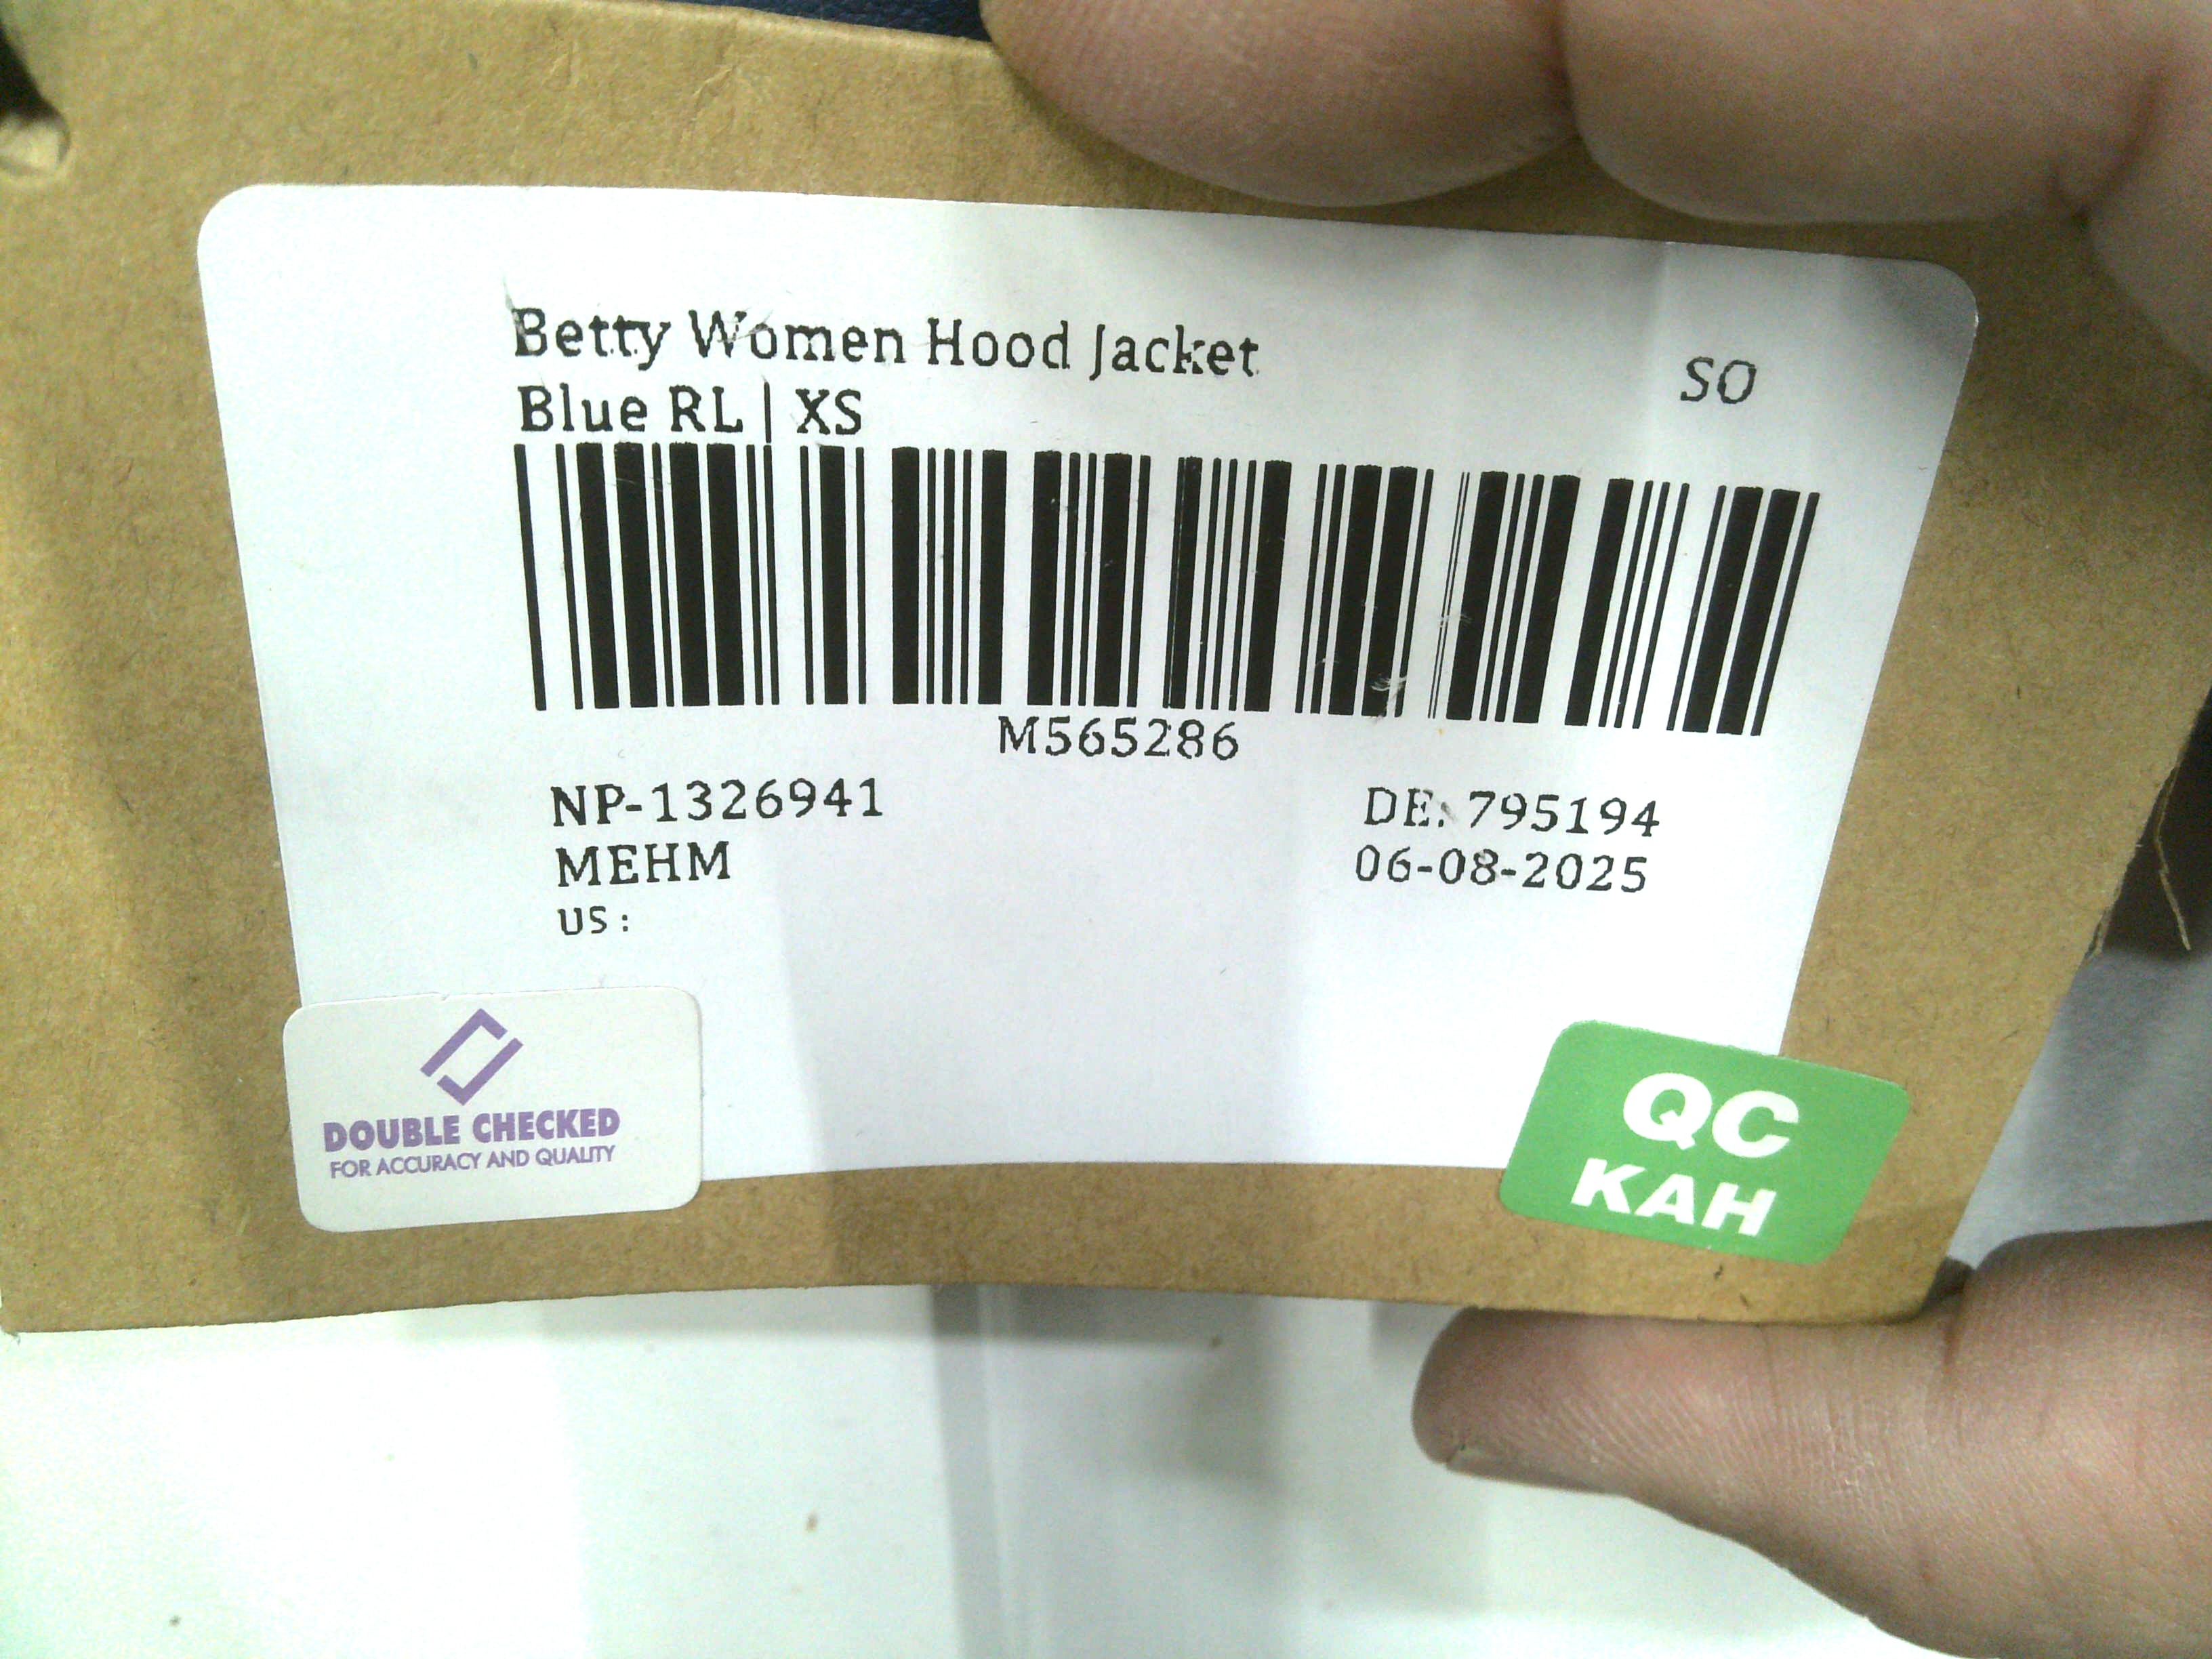 Betty Women Hood Jacket
SO
Blue RL | XS
M565286
NP-1326941
DE: 795194
MEHM
06-08-2025
US :
DOUBLE CHECKED
FOR ACCURACY AND QUALITY
QC
KAH